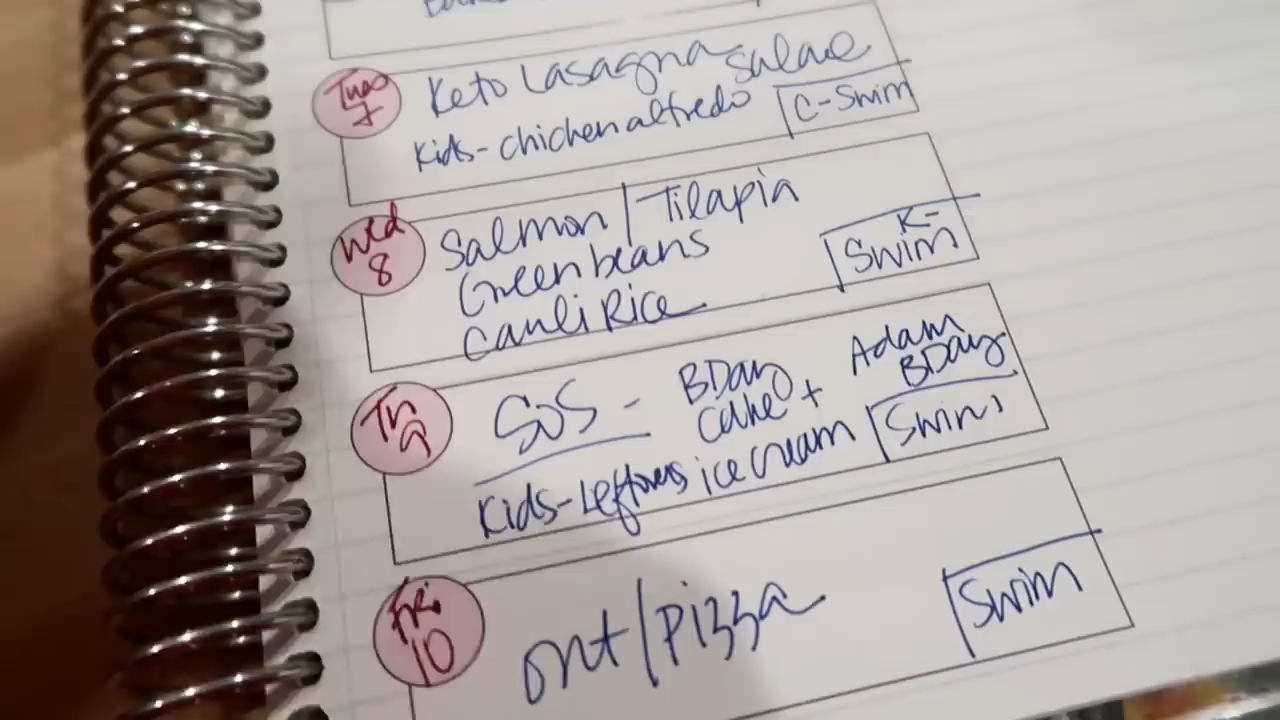 Tues
7
Keto Lasagna Salad
Kids- chicken alfredo
C-Swim
Wed
8
Salmon / Tilapia
Green beans
Cauli Rice
K-
Swim
Th
9
SOS - BDay
Cake +
Adam
BDay
Kids-Leftovers ice cream
Swim
Fri.
10
out / Pizza
Swim